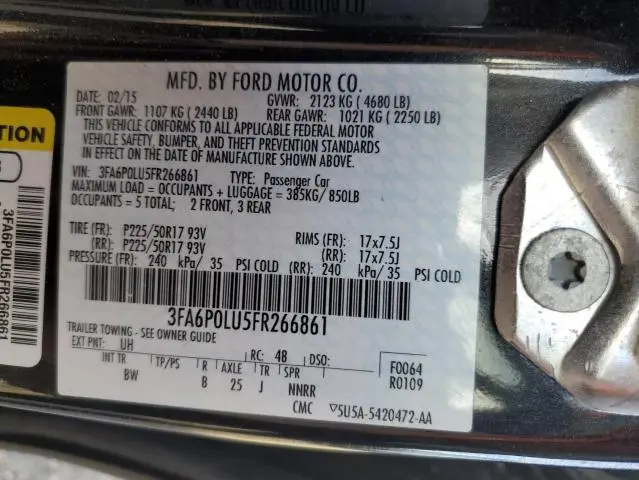 MFD. BY FORD MOTOR CO.
DATE: 02/15 GVWR: 2123 KG ( 4680 LB)
FRONT GAWR: 1107 KG ( 2440 LB) REAR GAWR: 1021 KG ( 2250 LB)
THIS VEHICLE CONFORMS TO ALL APPLICABLE FEDERAL MOTOR
VEHICLE SAFETY, BUMPER, AND THEFT PREVENTION STANDARDS
IN EFFECT ON THE DATE OF MANUFACTURE SHOWN ABOVE.
VIN: 3FA6P0LU5FR266861 TYPE: Passenger Car
MAXIMUM LOAD = OCCUPANTS + LUGGAGE = 385KG/ 850LB
OCCUPANTS = 5 TOTAL; 2 FRONT, 3 REAR
TIRE (FR): P225/50R17 93V RIMS (FR): 17x7.5J
(RR): P225/50R17 93V (RR): 17x7.5J
PRESSURE (FR): 240 kPa/ 35 PSI COLD (RR): 240 kPa/ 35 PSI COLD
3FA6P0LU5FR266861
TRAILER TOWING - SEE OWNER GUIDE
EXT PNT: UH RC: 48 DSO: F0064
INT TR TP/PS R AXLE TR SPR R0109
BW B 25 J NNRR
CMC ▽5U5A-5420472-AA
TION
3FA6P0LU5FR266861